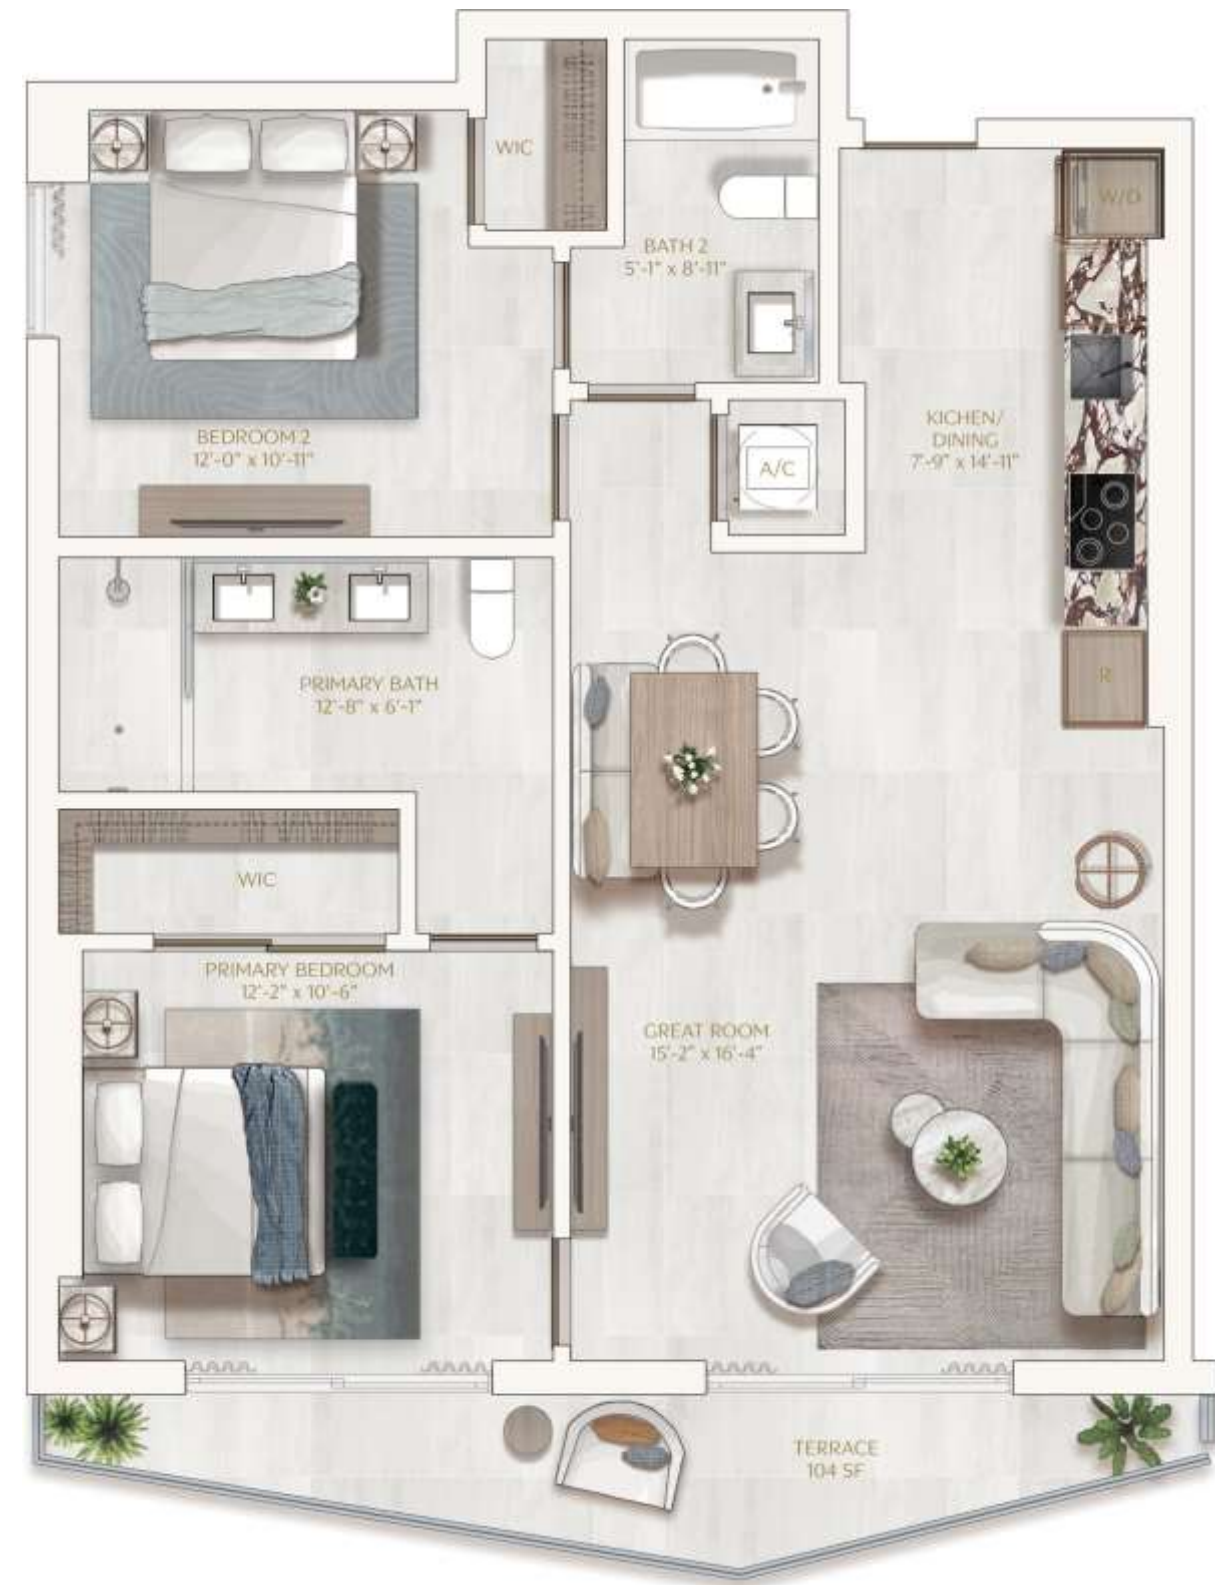 WIC
BATH 2
5'-1" x 8'-11"
W/D
BEDROOM 2
12'-0" x 10'-11"
A/C
KICHEN/
DINING
7'-9" x 14'-11"
PRIMARY BATH
12'-8" x 6'-1"
R
WIC
PRIMARY BEDROOM
12'-2" x 10'-6"
GREAT ROOM
15'-2" x 16'-4"
TERRACE
104 SF